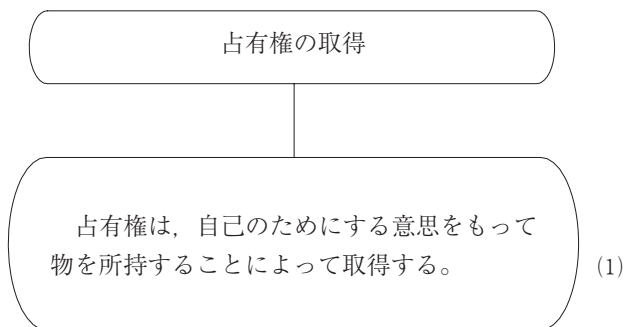 占有権の取得
占有権は，自己のためにする意思をもって
物を所持することによって取得する。
(1)